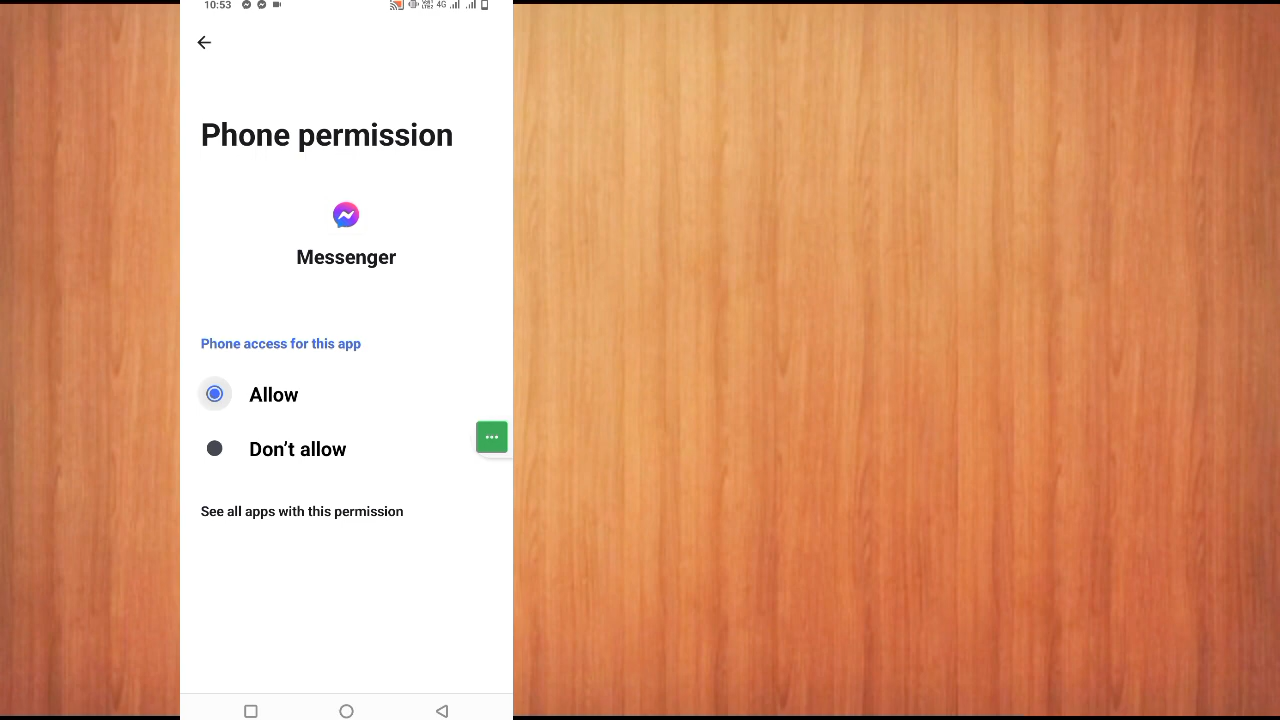 10:53 4G
Phone permission
Messenger
Phone access for this app
Allow
Don't allow
See all apps with this permission